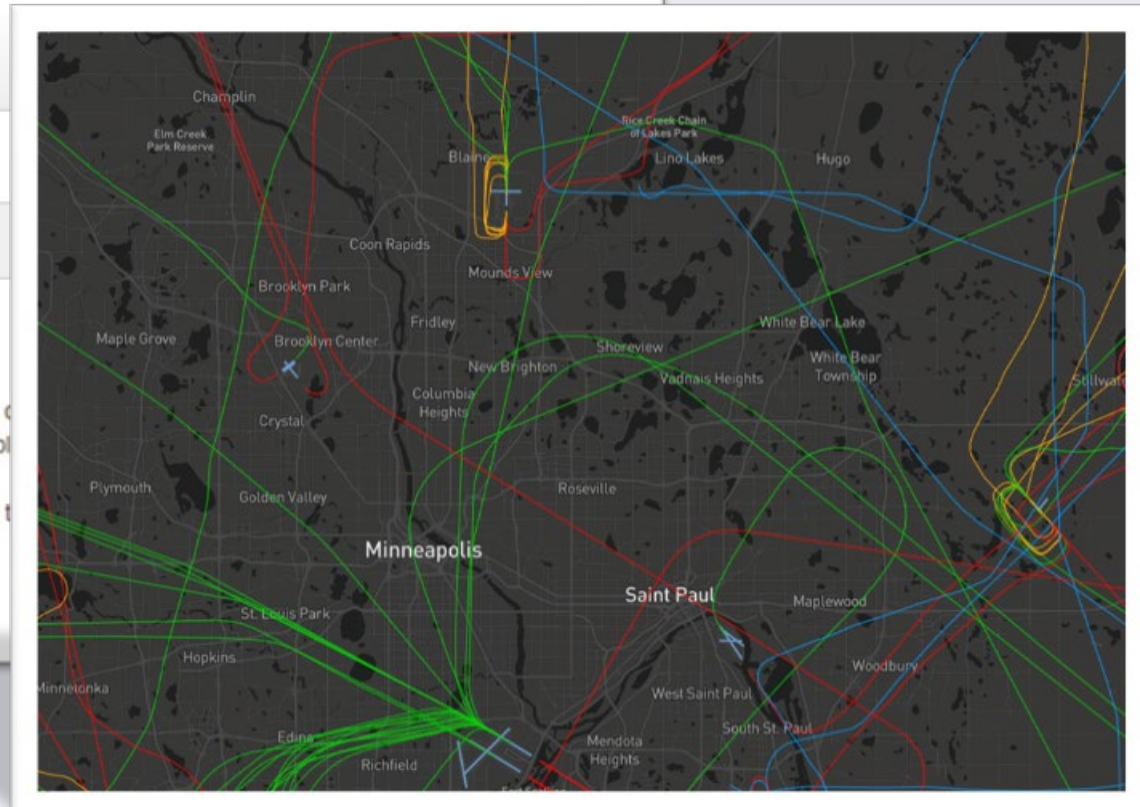 Champlin
Elm Creek
Park Reserve
Rice Creek Chain
of Lakes Park
Blaine
Lino Lakes
Hugo
Coon Rapids
Mounds View
Brooklyn Park
Fridley
White Bear Lake
Maple Grove
Brooklyn Center
Shoreview
New Brighton
White Bear
Township
Vadnais Heights
Columbia
Heights
Crystal
Plymouth
Golden Valley
Roseville
Minneapolis
Saint Paul
Maplewood
St. Louis Park
Hopkins
Woodbury
Minnetonka
West Saint Paul
South St. Paul
Edina
Mendota
Heights
Richfield